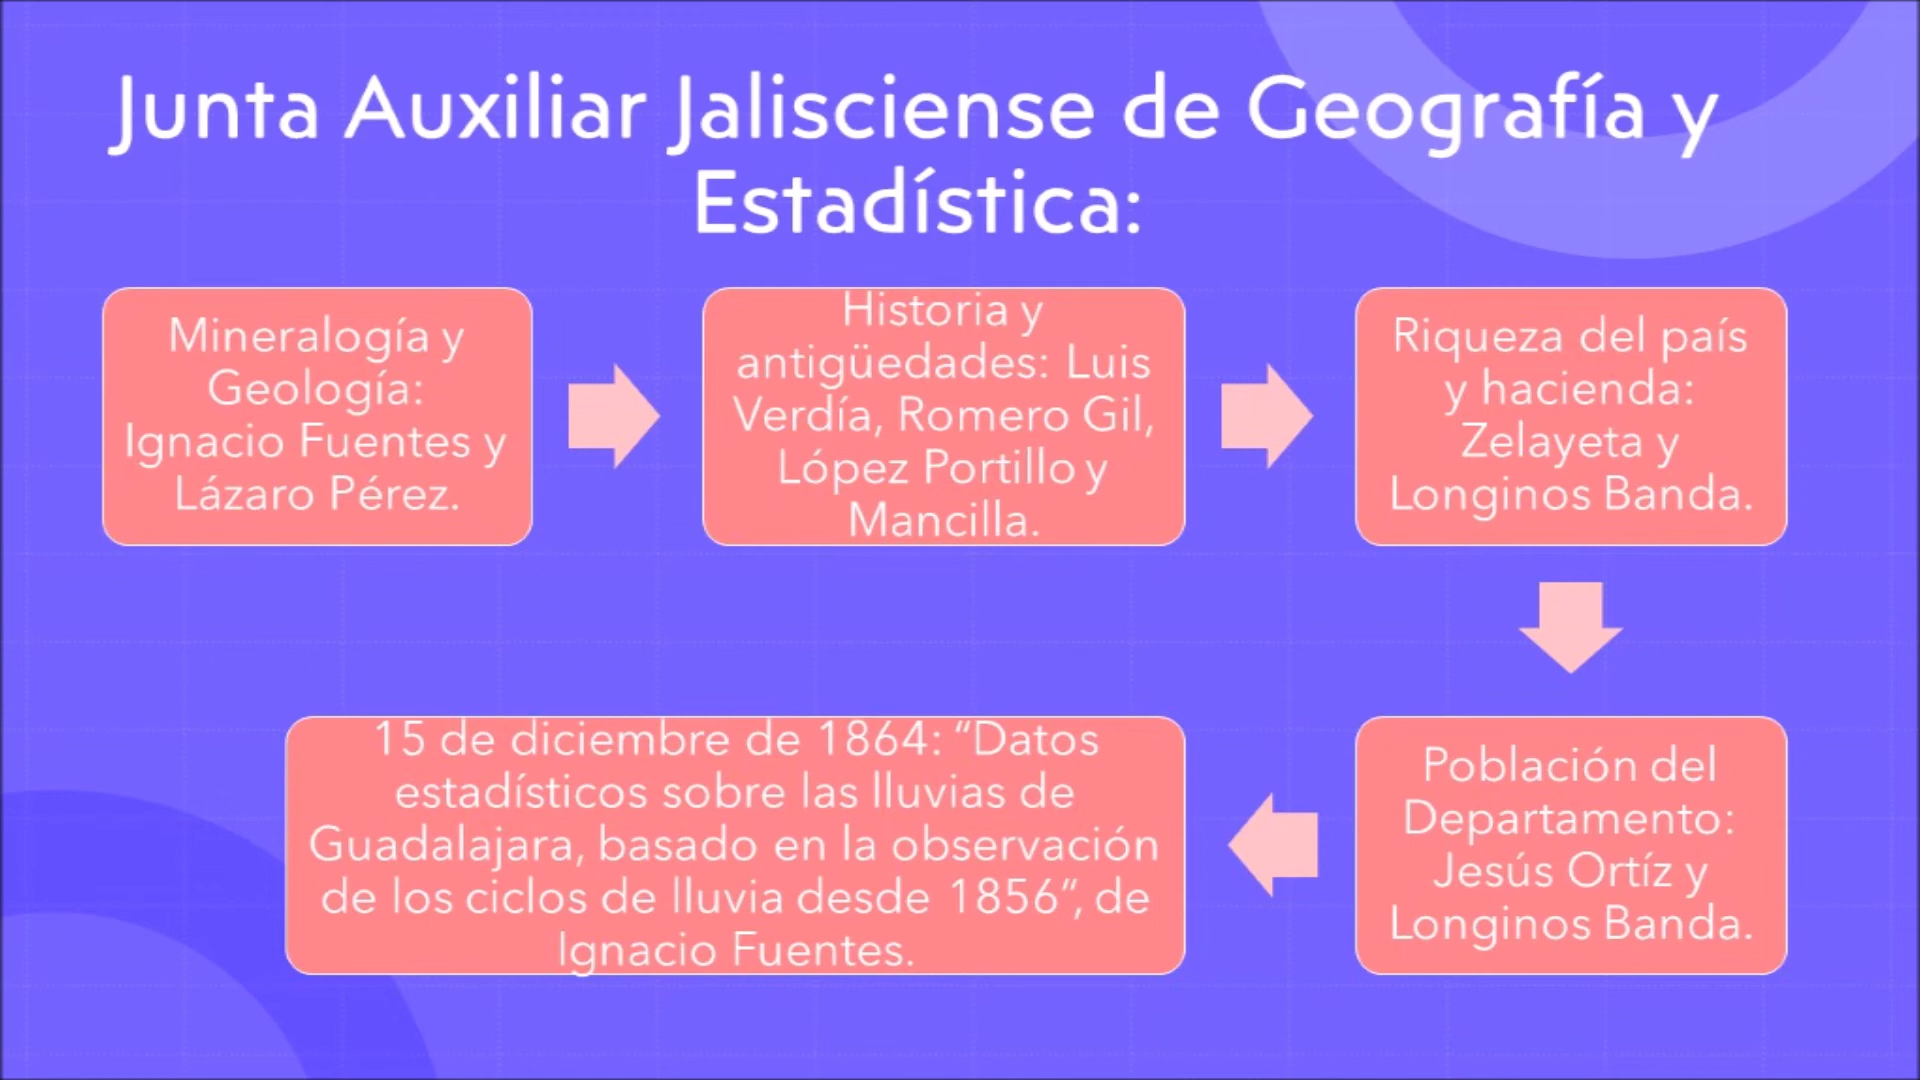 Junta Auxiliar Jalisciense de Geografía y
Estadística:
Mineralogía y
Geología:
Ignacio Fuentes y
Lázaro Pérez.
Historia y
antigüedades: Luis
Verdía, Romero Gil,
López Portillo y
Mancilla.
Riqueza del país
y hacienda:
Zelayeta y
Longinos Banda.
Población del
Departamento:
Jesús Ortíz y
Longinos Banda.
15 de diciembre de 1864: “Datos
estadísticos sobre las lluvias de
Guadalajara, basado en la observación
de los ciclos de lluvia desde 1856”, de
Ignacio Fuentes.